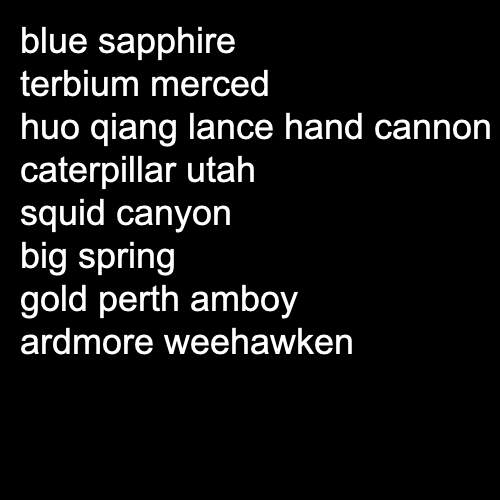 blue sapphire
terbium merced
huo qiang lance hand cannon
caterpillar utah
squid canyon
big spring
gold perth amboy
ardmore weehawken